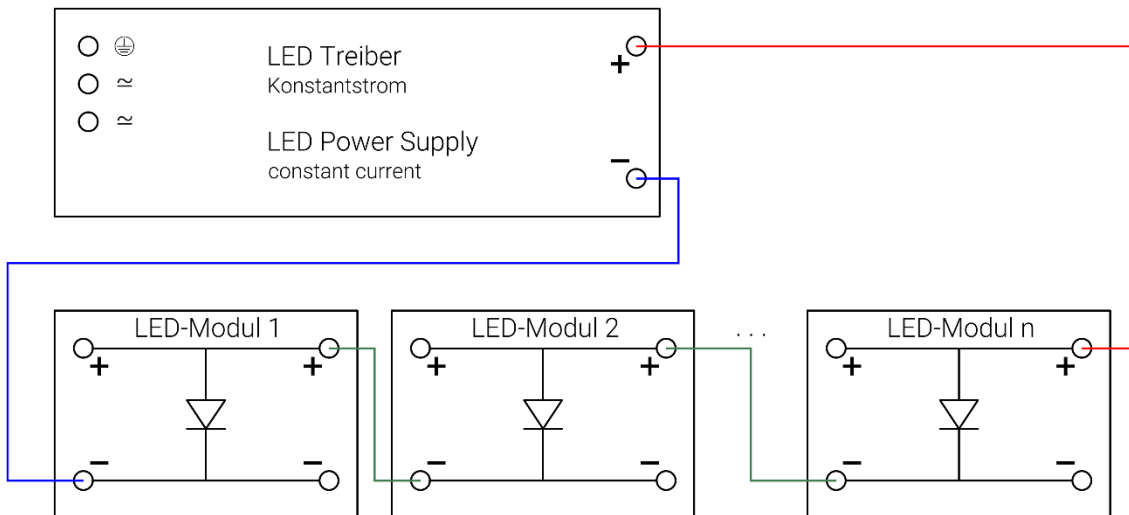 ⏚
≃
≃
LED Treiber
Konstantstrom
LED Power Supply
constant current
+
−
LED-Modul 1
+ +
− −
LED-Modul 2
+ +
− −
. . .
LED-Modul n
+ +
− −